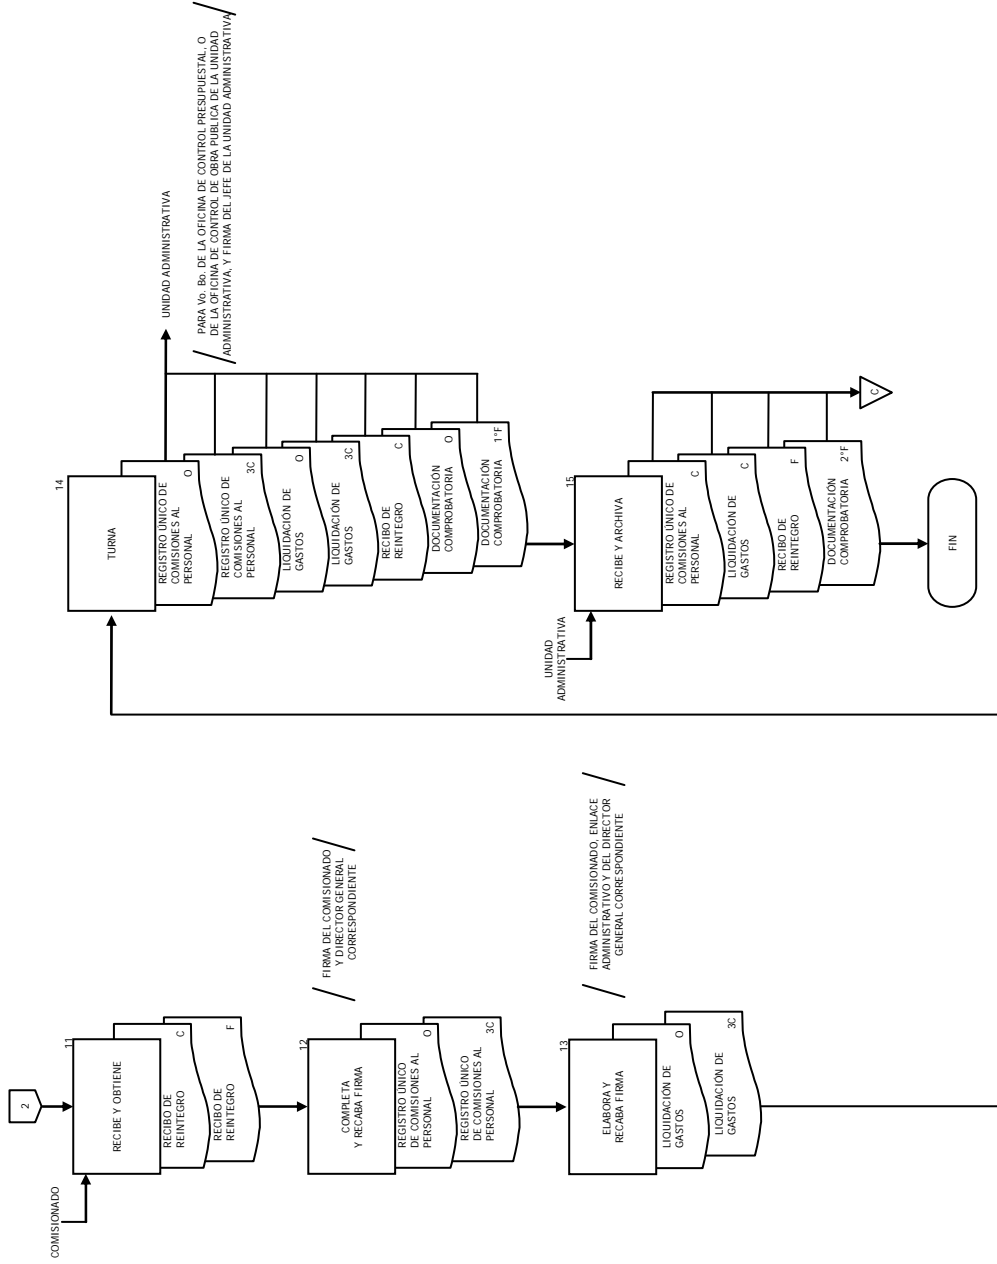 2
COMISIONADO
11
RECIBE Y OBTIENE
RECIBO DE
REINTEGRO
C
RECIBO DE
REINTEGRO
F
12
COMPLETA
Y RECABA FIRMA
REGISTRO ÚNICO
DE COMISIONES AL
PERSONAL
O
REGISTRO ÚNICO
DE COMISIONES AL
PERSONAL
3C
FIRMA DEL COMISIONADO
Y DIRECTOR GENERAL
CORRESPONDIENTE
13
ELABORA Y
RECABA FIRMA
LIQUIDACIÓN DE
GASTOS
O
LIQUIDACIÓN DE
GASTOS
3C
FIRMA DEL COMISIONADO, ENLACE
ADMINISTRATIVO Y DEL DIRECTOR
GENERAL CORRESPONDIENTE
14
TURNA
REGISTRO ÚNICO DE
COMISIONES AL
PERSONAL
O
REGISTRO ÚNICO DE
COMISIONES AL
PERSONAL
3C
LIQUIDACIÓN DE
GASTOS
O
LIQUIDACIÓN DE
GASTOS
3C
RECIBO DE
REINTEGRO
C
DOCUMENTACIÓN
COMPROBATORIA
O
DOCUMENTACIÓN
COMPROBATORIA
1°F
UNIDAD ADMINISTRATIVA
PARA Vo. Bo. DE LA OFICINA DE CONTROL PRESUPUESTAL, O
DE LA OFICINA DE CONTROL DE OBRA PUBLICA DE LA UNIDAD
ADMINISTRATIVA, Y FIRMA DEL JEFE DE LA UNIDAD ADMINISTRATIVA
UNIDAD
ADMINISTRATIVA
15
RECIBE Y ARCHIVA
REGISTRO ÚNICO DE
COMISIONES AL
PERSONAL
C
LIQUIDACIÓN DE
GASTOS
C
RECIBO DE
REINTEGRO
F
DOCUMENTACIÓN
COMPROBATORIA
2°F
C
FIN